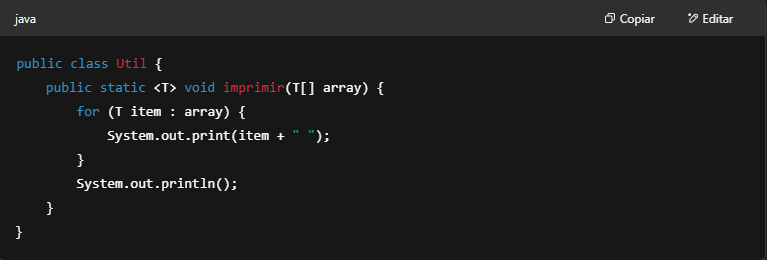 java Copiar Editar
public class Util {
    public static <T> void imprimir(T[] array) {
        for (T item : array) {
            System.out.print(item + " ");
        }
        System.out.println();
    }
}